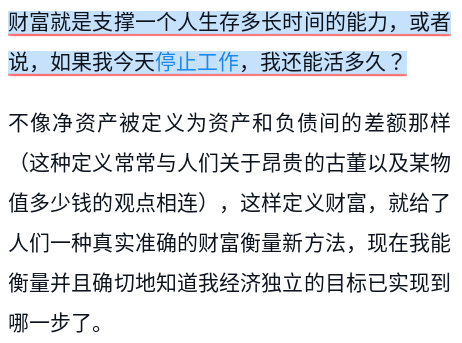 财富就是支撑一个人生存多长时间的能力，或者
说，如果我今天停止工作，我还能活多久？
不像净资产被定义为资产和负债间的差额那样
（这种定义常常与人们关于昂贵的古董以及某物
值多少钱的观点相连），这样定义财富，就给了
人们一种真实准确的财富衡量新方法，现在我能
衡量并且确切地知道我经济独立的目标已实现到
哪一步了。